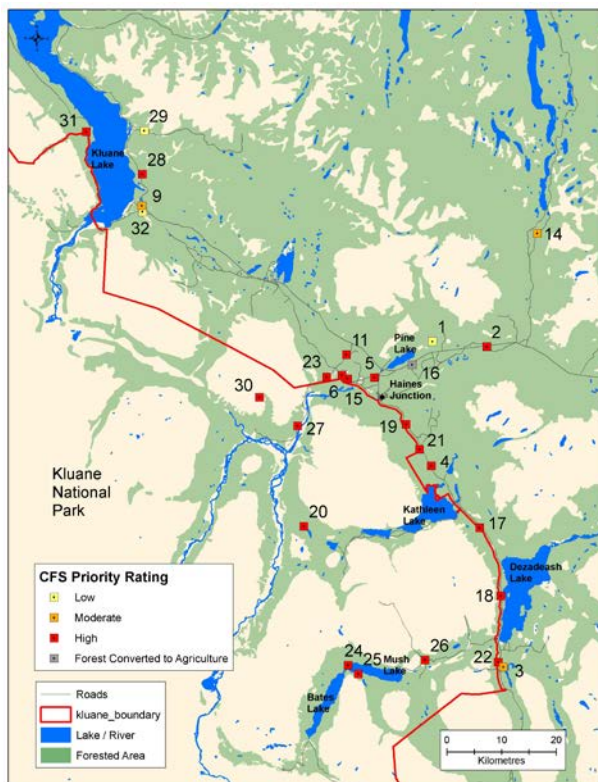 31
29
Kluane
Lake
28
9
32
14
1
2
11
Pine
Lake
5
16
23
6
15
Haines
Junction
30
19
27
21
4
Kluane
National
Park
20
Kathleen
Lake
17
Dezadeash
Lake
18
24
25
Mush
Lake
26
22
3
Bates
Lake
CFS Priority Rating
Low
Moderate
High
Forest Converted to Agriculture
Roads
kluane_boundary
Lake / River
Forested Area
0 10 20
Kilometres